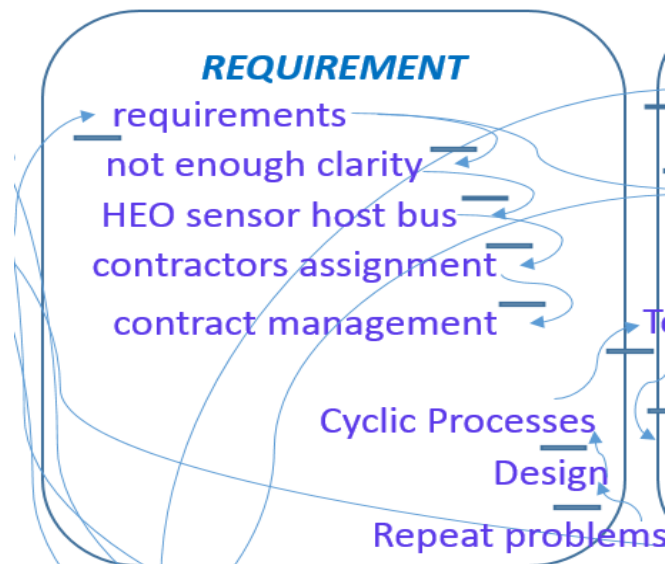 REQUIREMENT
requirements
not enough clarity
HEO sensor host bus
contractors assignment
contract management
Cyclic Processes
Design
Repeat problems